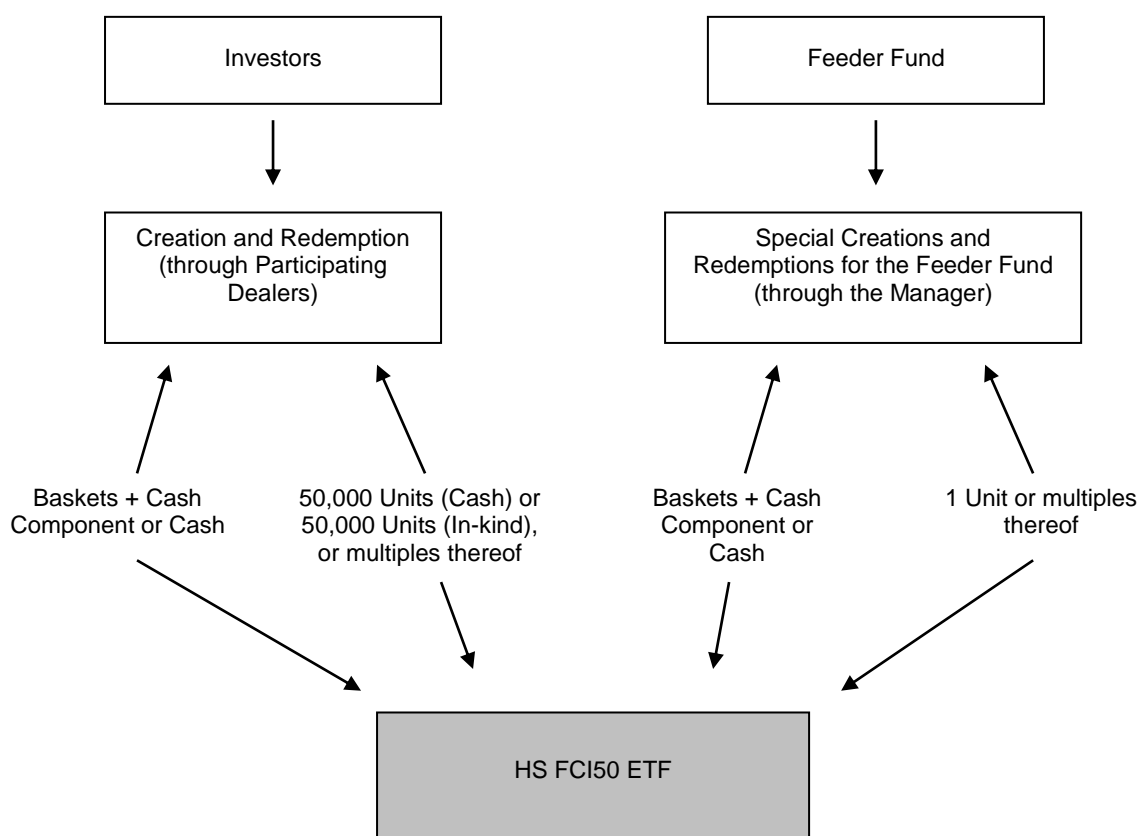 Investors
Feeder Fund
Creation and Redemption
(through Participating
Dealers)
Special Creations and
Redemptions for the Feeder Fund
(through the Manager)
Baskets + Cash
Component or Cash
50,000 Units (Cash) or
50,000 Units (In-kind),
or multiples thereof
Baskets + Cash
Component or
Cash
1 Unit or multiples
thereof
HS FCI50 ETF